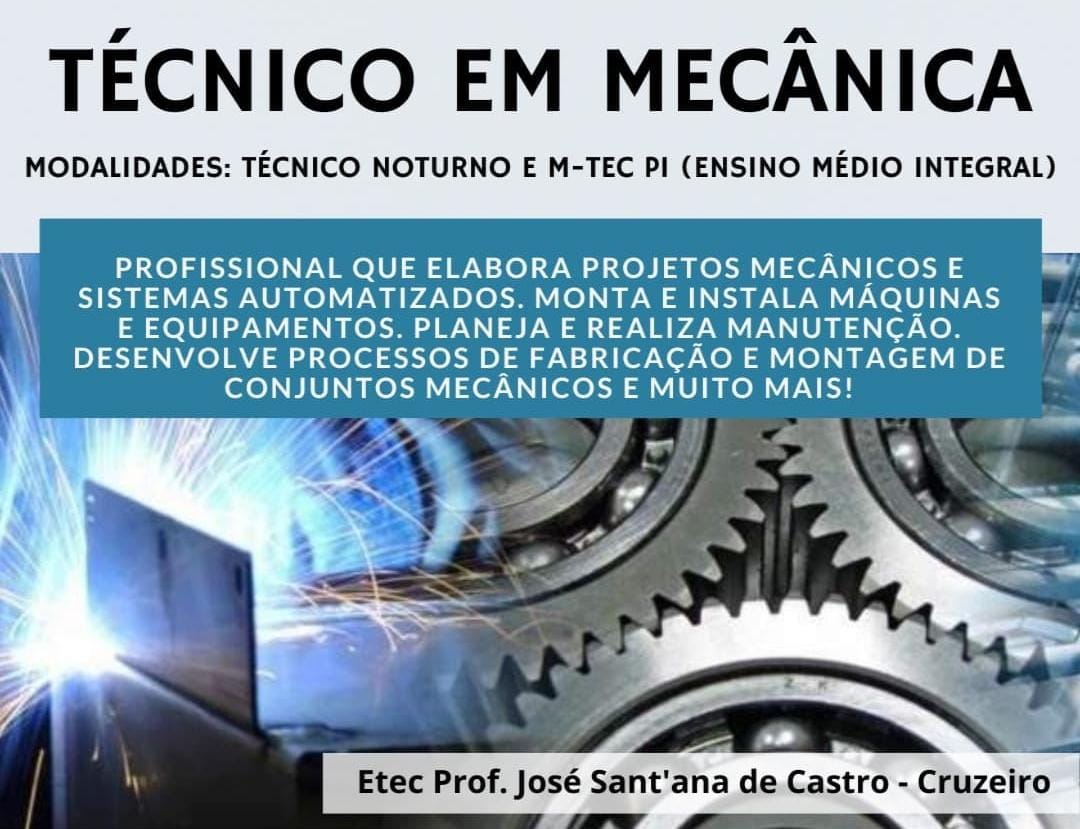 TÉCNICO EM MECÂNICA
MODALIDADES: TÉCNICO NOTURNO E M-TEC PI (ENSINO MÉDIO INTEGRAL)
PROFISSIONAL QUE ELABORA PROJETOS MECÂNICOS E
SISTEMAS AUTOMATIZADOS. MONTA E INSTALA MÁQUINAS
E EQUIPAMENTOS. PLANEJA E REALIZA MANUTENÇÃO.
DESENVOLVE PROCESSOS DE FABRICAÇÃO E MONTAGEM DE
CONJUNTOS MECÂNICOS E MUITO MAIS!
Etec Prof. José Sant'ana de Castro - Cruzeiro